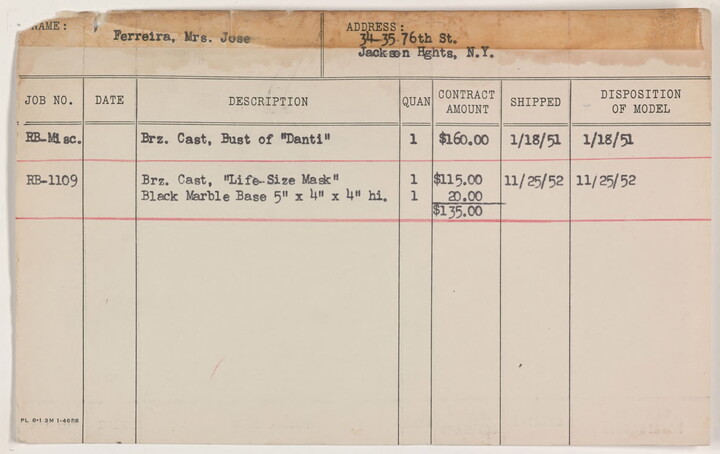 NAME: Ferreira, Mrs. Jose
ADDRESS: 34-35-76th St.
Jackson Hghts, N.Y.
JOB NO. DATE DESCRIPTION QUAN CONTRACT AMOUNT SHIPPED DISPOSITION OF MODEL
RB-Misc. Brz. Cast, Bust of "Danti" 1 $160.00 1/18/51 1/18/51
RB-1109 Brz. Cast, "Life-Size Mask" 1 $115.00 11/25/52 11/25/52
Black Marble Base 5" x 4" x 4" hi. 1 20.00
$135.00